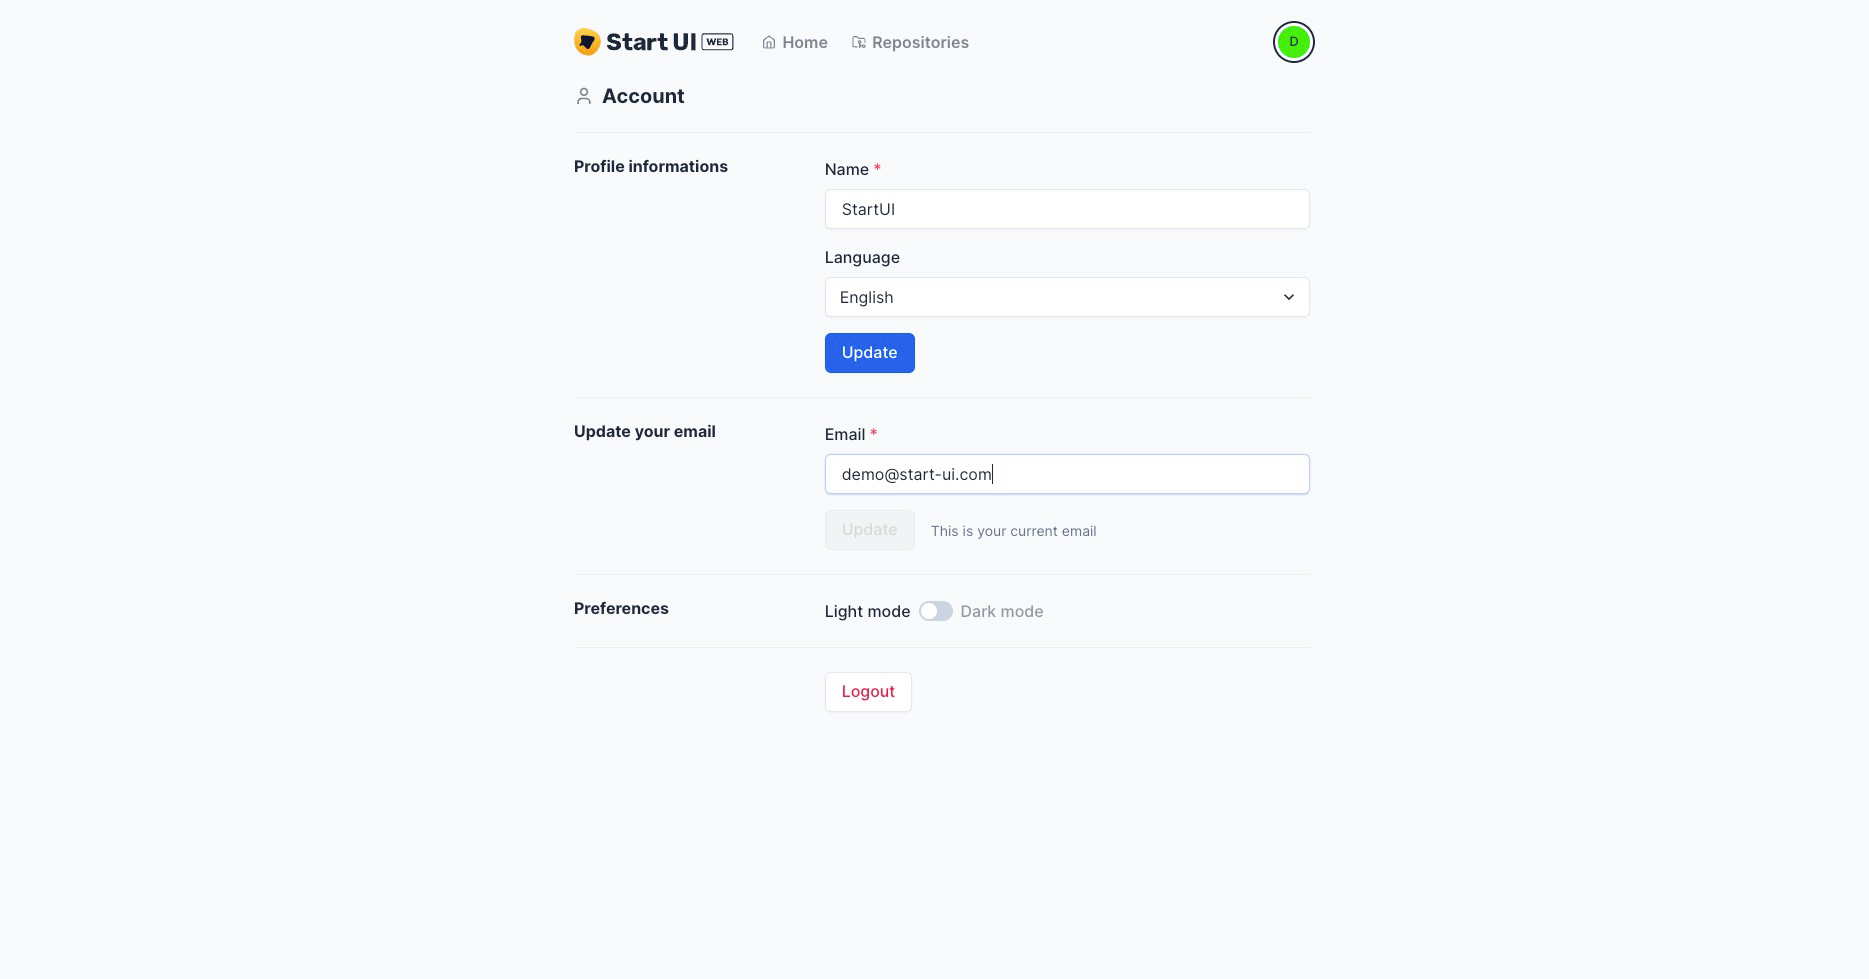 Start UI WEB Home Repositories D
Account
Profile informations
Name *
StartUI
Language
English
Update
Update your email
Email *
demo@start-ui.com
Update This is your current email
Preferences
Light mode Dark mode
Logout